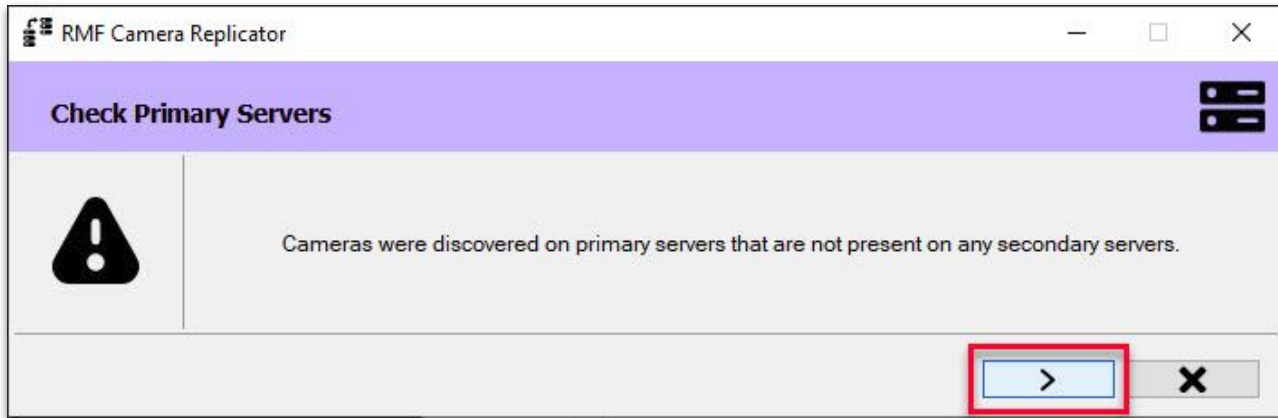 RMF Camera Replicator
Check Primary Servers
Cameras were discovered on primary servers that are not present on any secondary servers.